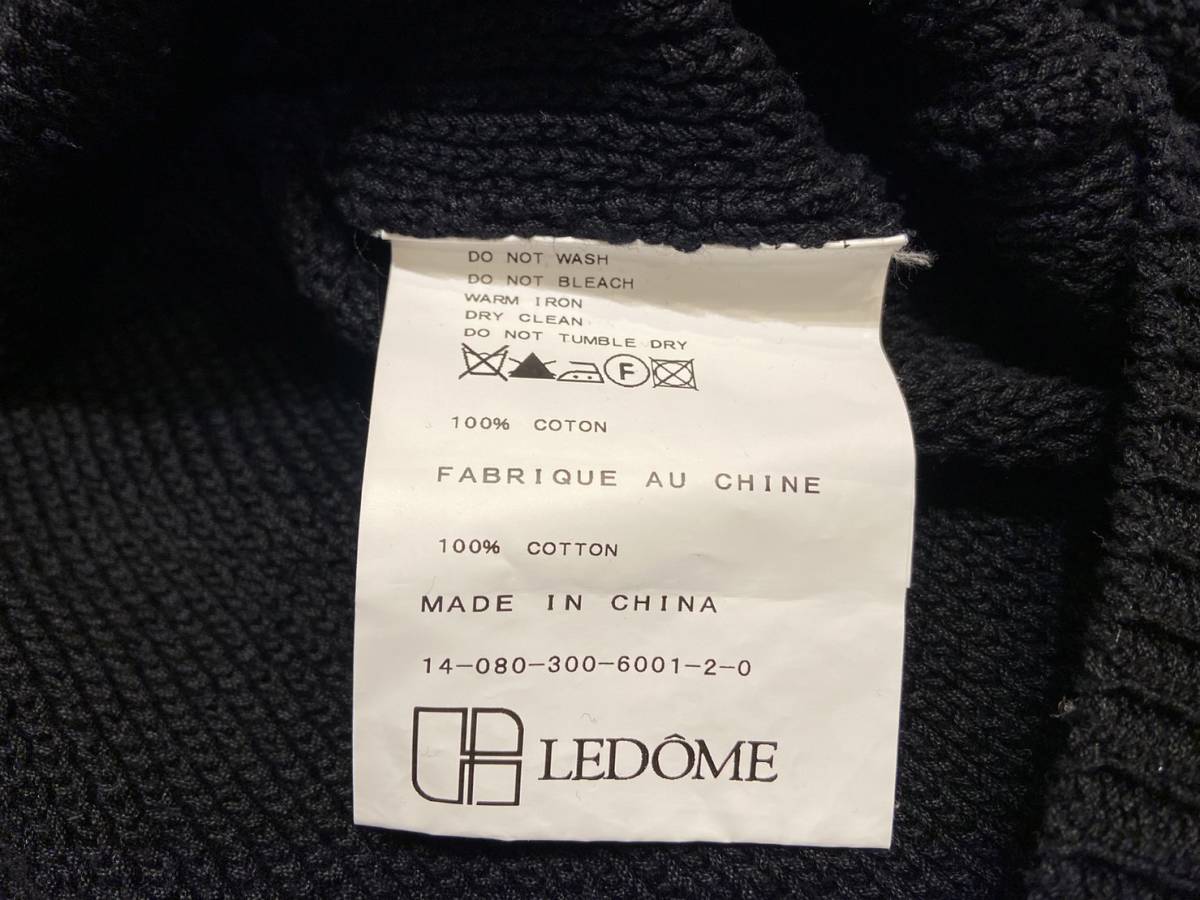 DO NOT WASH
DO NOT BLEACH
WARM IRON
DRY CLEAN
DO NOT TUMBLE DRY
F
100% COTON
FABRIQUE AU CHINE
100% COTTON
MADE IN CHINA
14-080-300-6001-2-0
LEDÔME